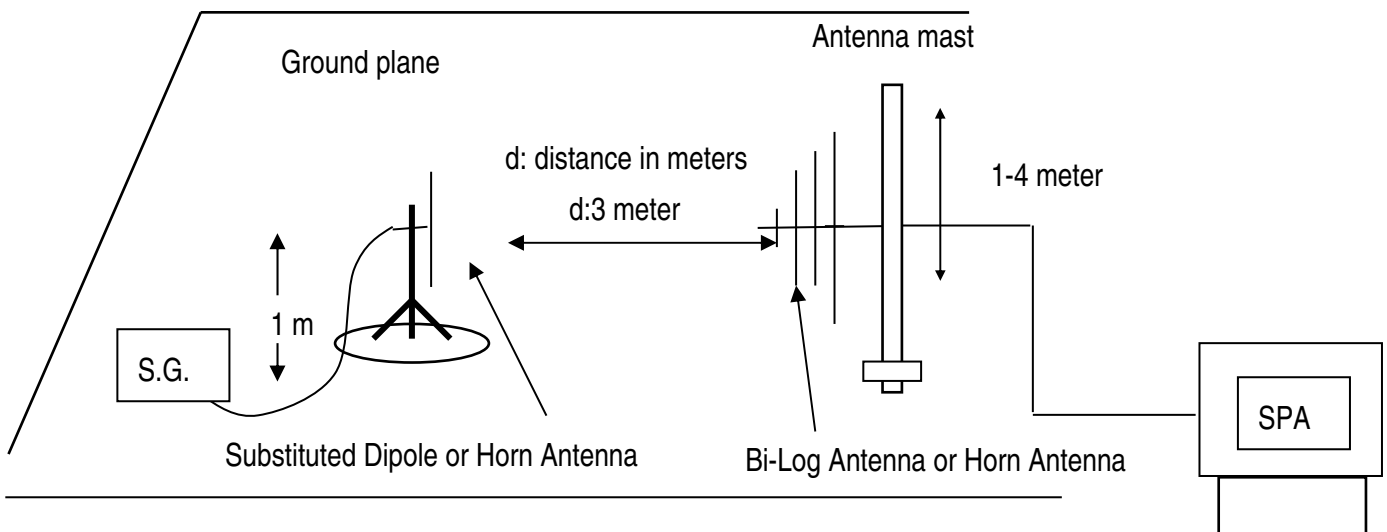 Antenna mast
Ground plane
d: distance in meters
d:3 meter
1-4 meter
1 m
S.G.
SPA
Substituted Dipole or Horn Antenna
Bi-Log Antenna or Horn Antenna